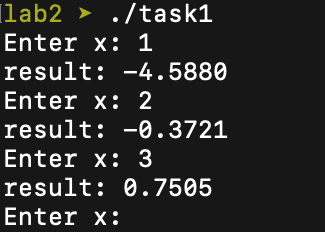 lab2 ➤ ./task1
Enter x: 1
result: -4.5880
Enter x: 2
result: -0.3721
Enter x: 3
result: 0.7505
Enter x: